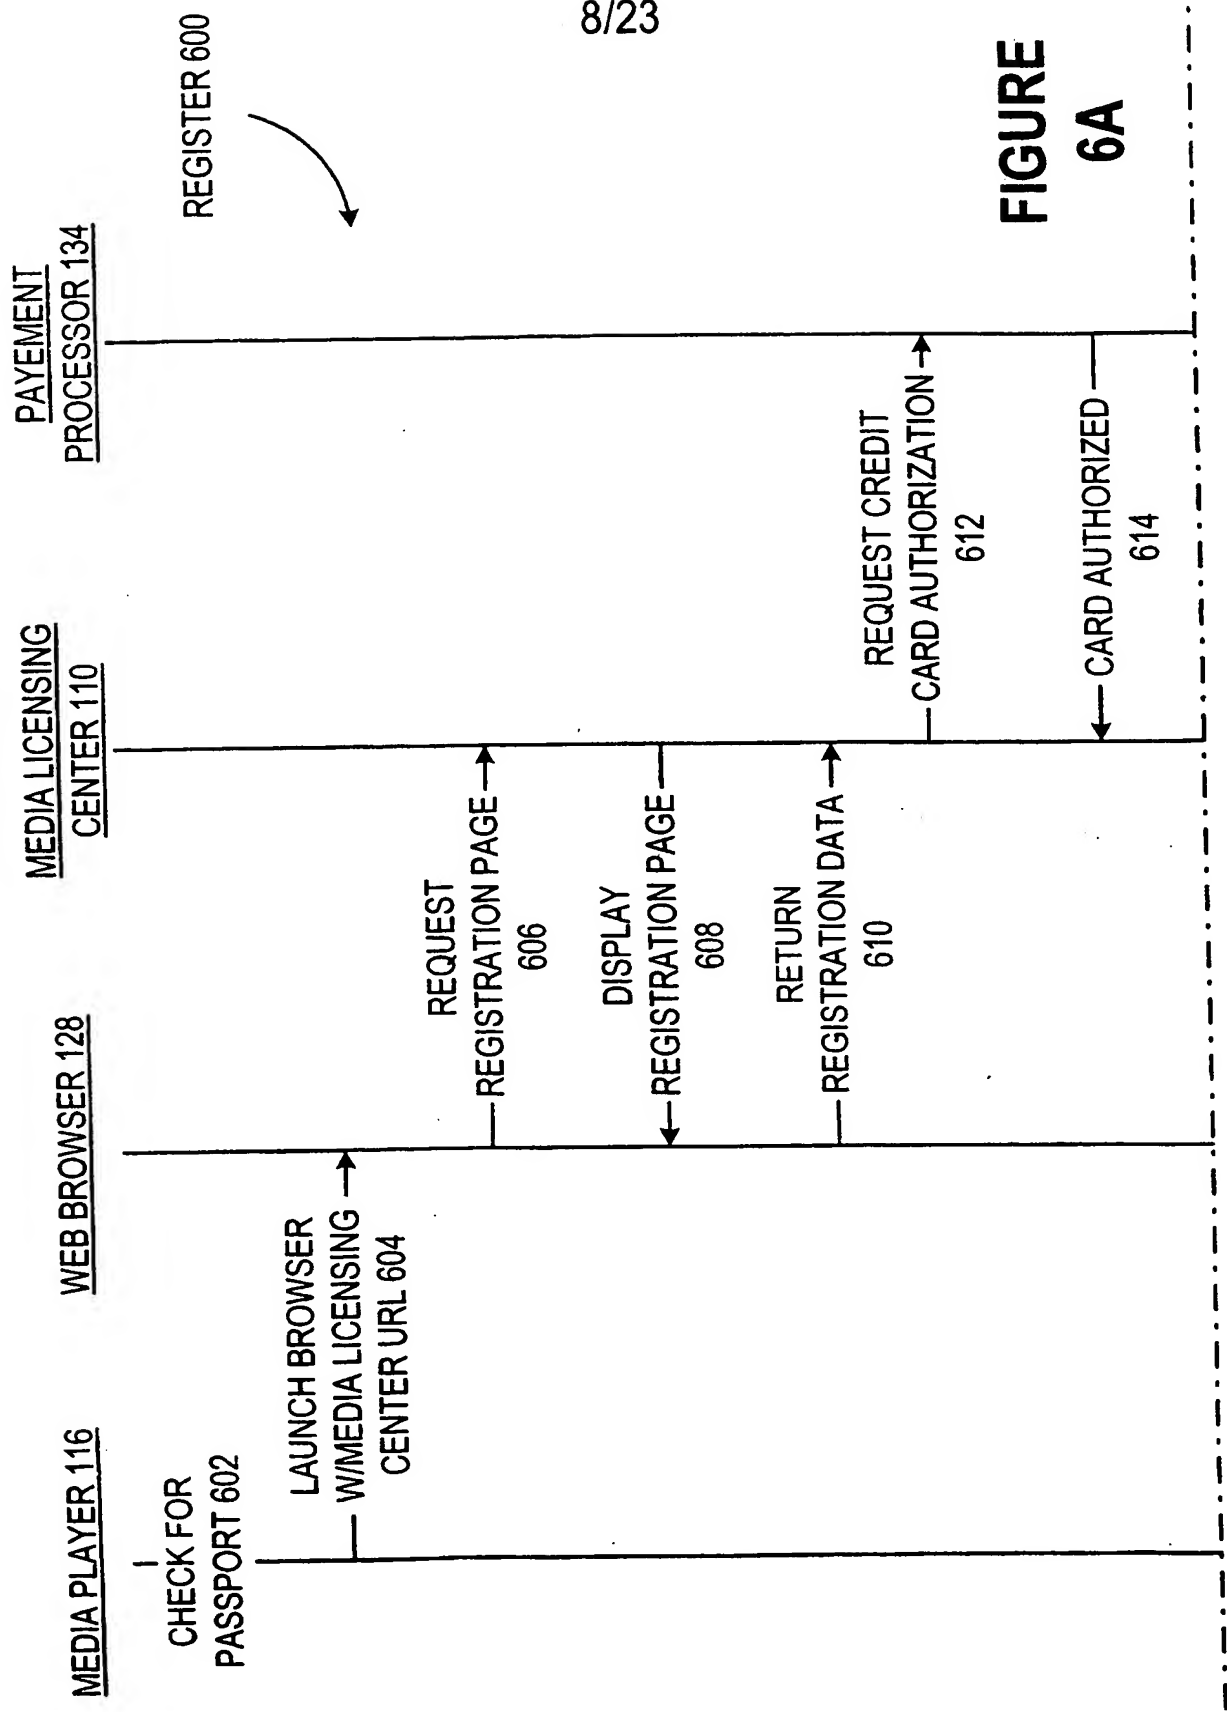 8/23
MEDIA PLAYER 116
WEB BROWSER 128
MEDIA LICENSING
CENTER 110
PAYEMENT
PROCESSOR 134
REGISTER 600
CHECK FOR
PASSPORT 602
LAUNCH BROWSER
W/MEDIA LICENSING
CENTER URL 604
REQUEST
REGISTRATION PAGE
606
DISPLAY
REGISTRATION PAGE
608
RETURN
REGISTRATION DATA
610
REQUEST CREDIT
CARD AUTHORIZATION
612
CARD AUTHORIZED
614
FIGURE
6A